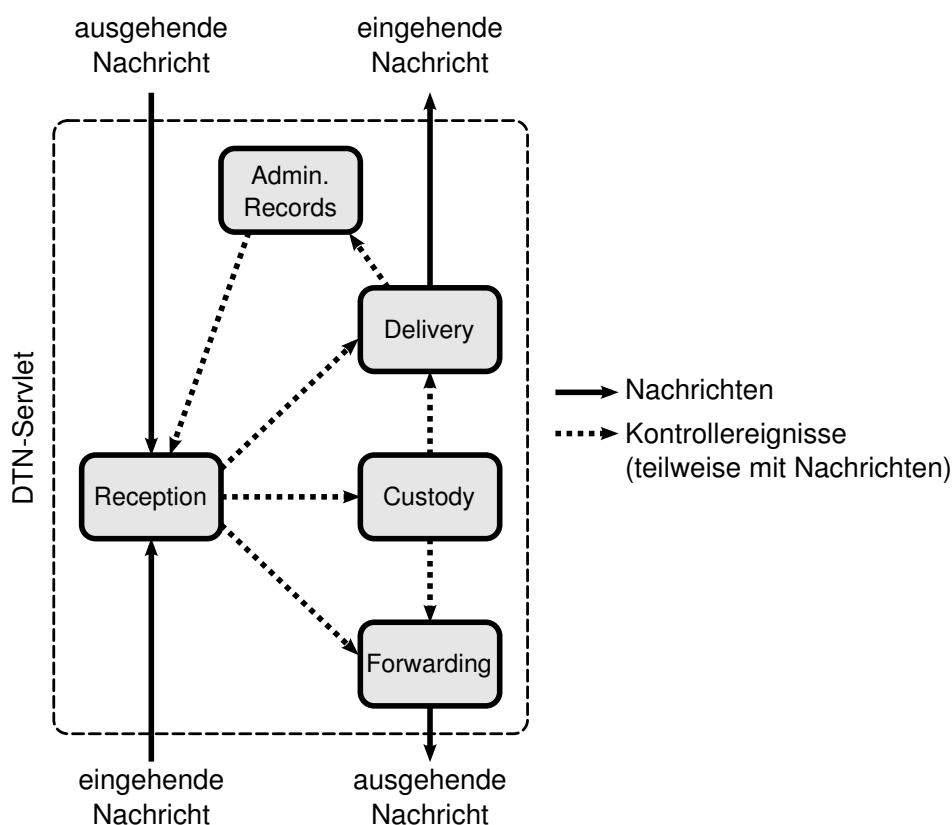 ausgehende
Nachricht
eingehende
Nachricht
Admin.
Records
Delivery
DTN-Servlet
Nachrichten
Kontrollereignisse
(teilweise mit Nachrichten)
Reception
Custody
Forwarding
eingehende
Nachricht
ausgehende
Nachricht